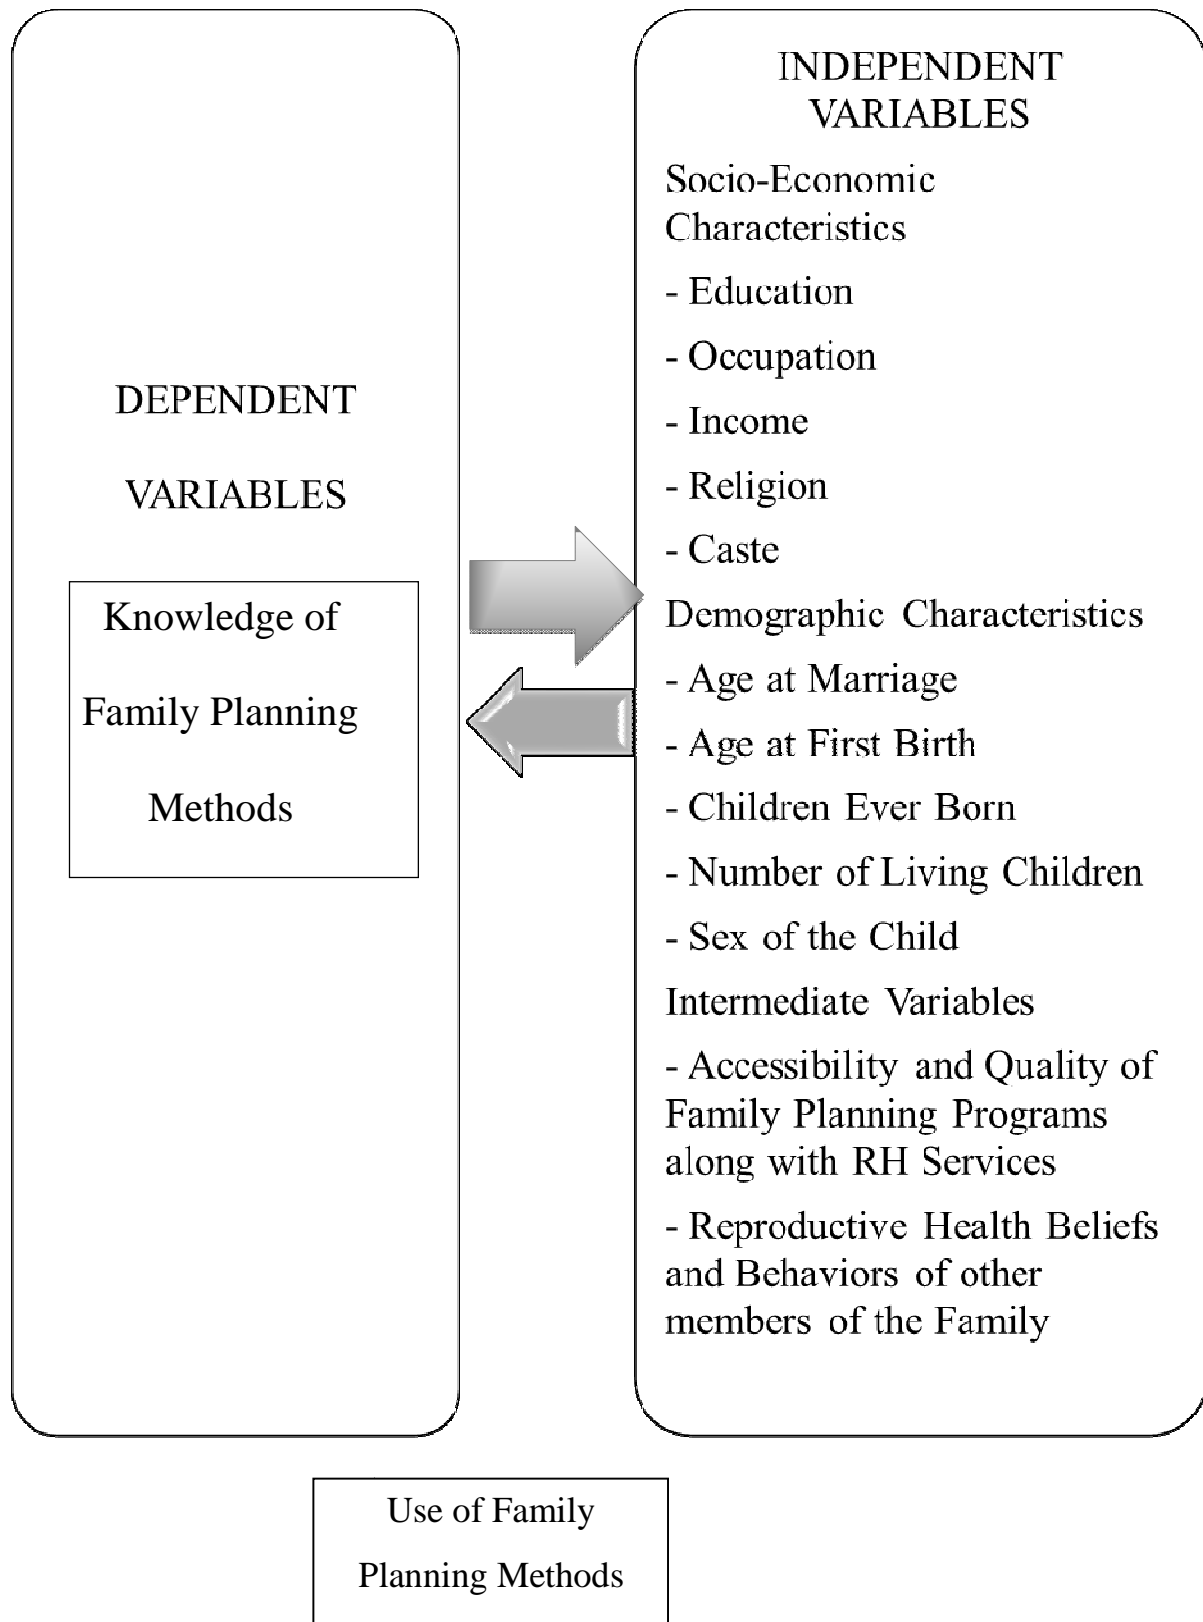 DEPENDENT
VARIABLES
Knowledge of
Family Planning
Methods
INDEPENDENT
VARIABLES
Socio-Economic
Characteristics
- Education
- Occupation
- Income
- Religion
- Caste
Demographic Characteristics
- Age at Marriage
- Age at First Birth
- Children Ever Born
- Number of Living Children
- Sex of the Child
Intermediate Variables
- Accessibility and Quality of
Family Planning Programs
along with RH Services
- Reproductive Health Beliefs
and Behaviors of other
members of the Family
Use of Family
Planning Methods